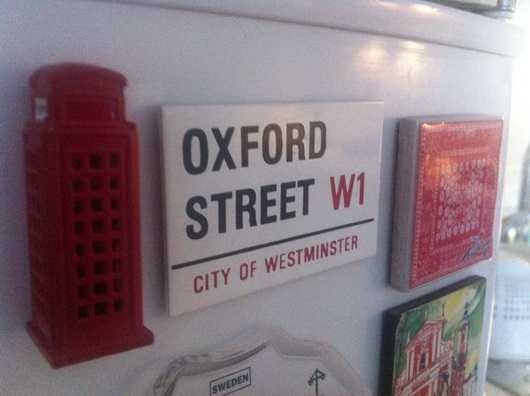 OXFORD
STREET W1
CITY OF WESTMINSTER
SWEDEN